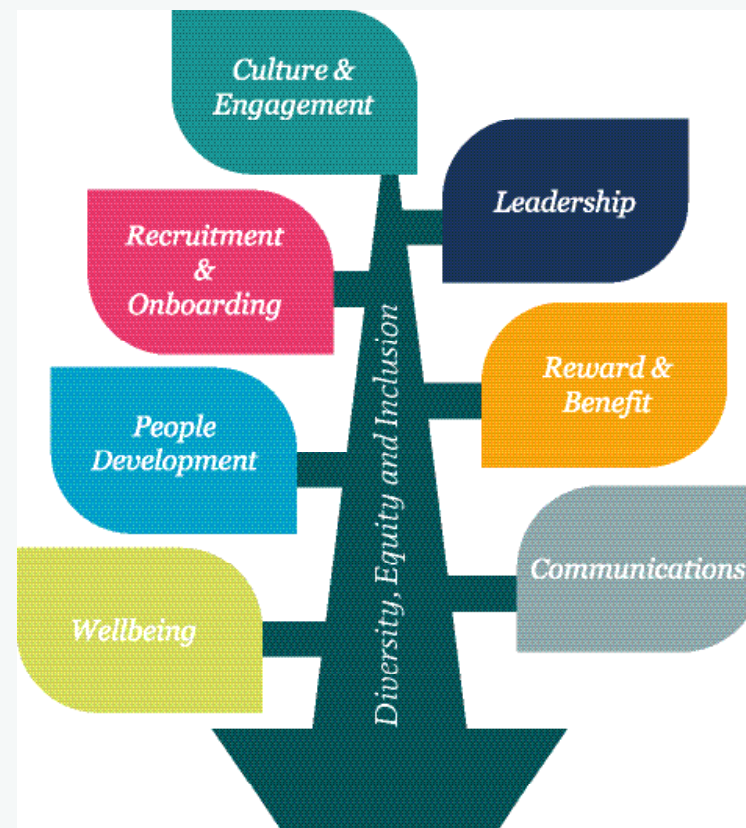 Culture &
Engagement
Leadership
Recruitment
&
Onboarding
Reward &
Benefit
People
Development
Communications
Wellbeing
Diversity, Equity and Inclusion